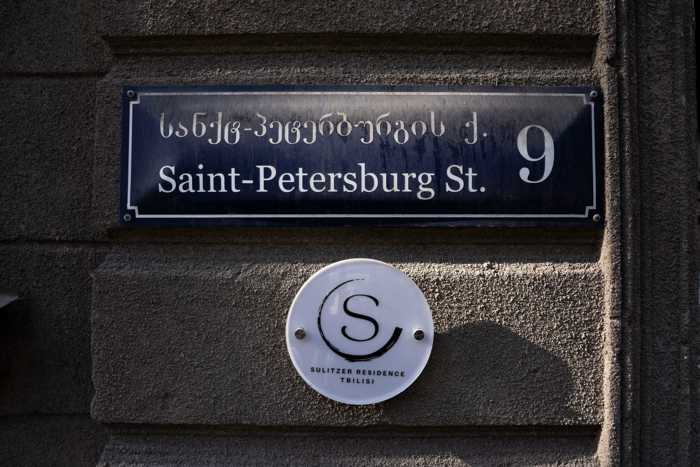 სანქტ-პეტერბურგის ქ.
Saint-Petersburg St.
9
S
SULITZER RESIDENCE
TBILISI